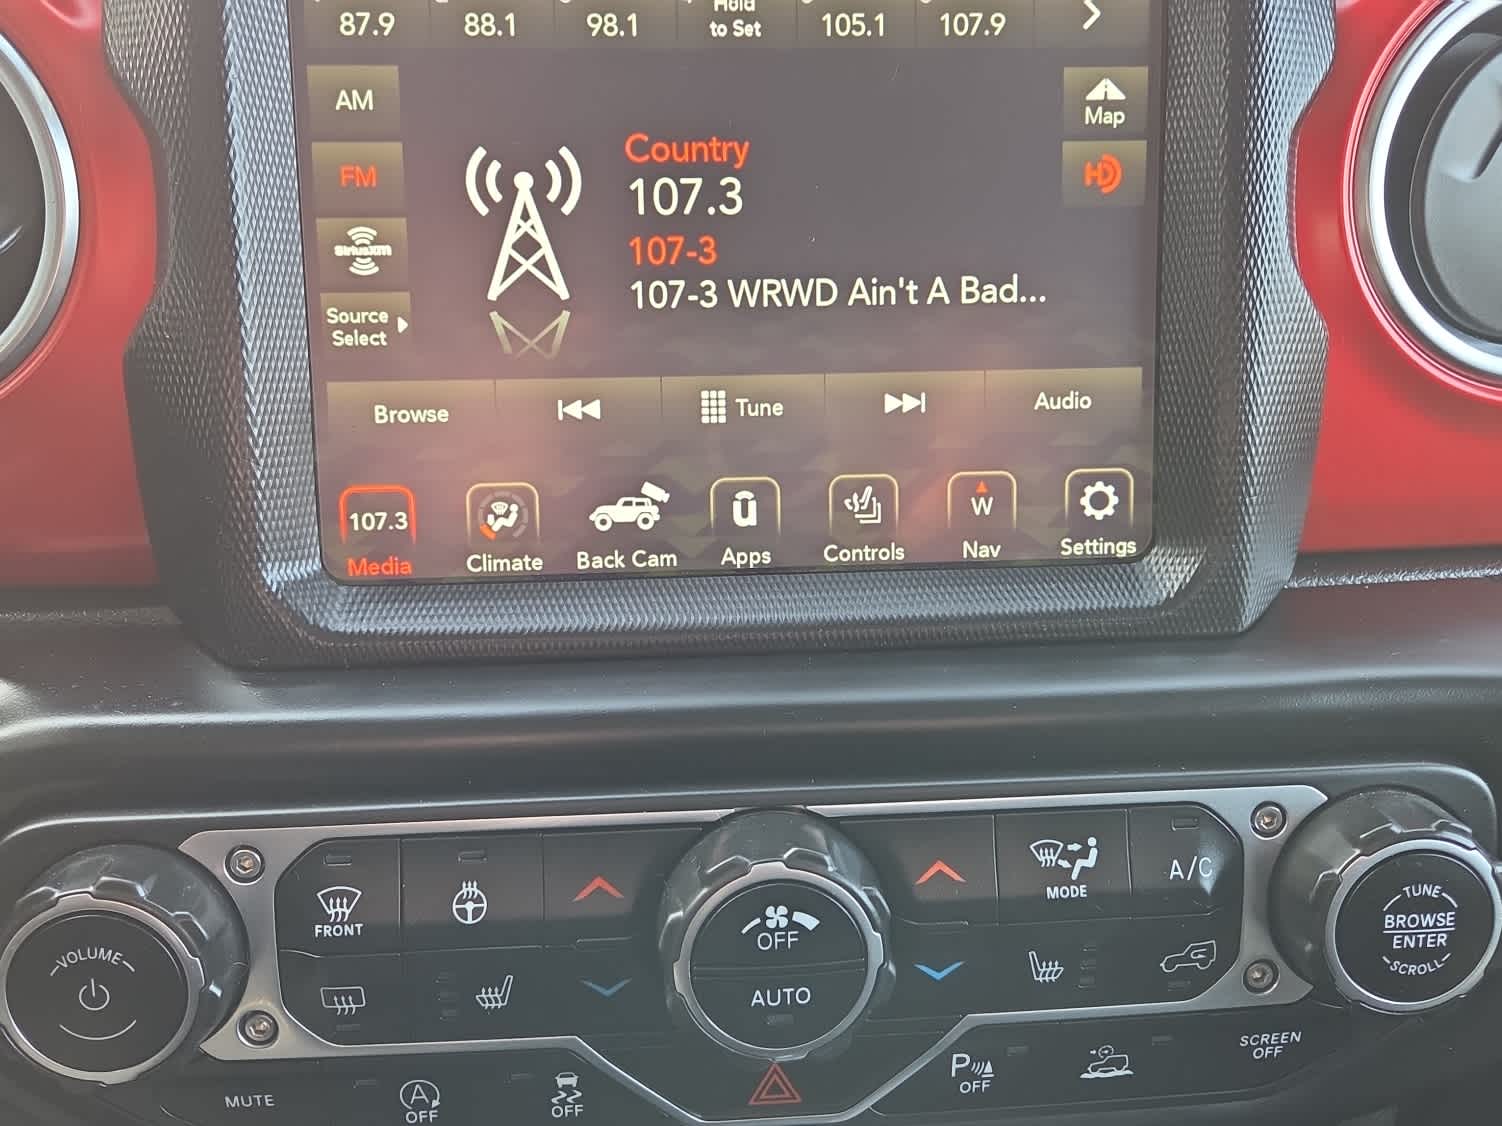 87.9 88.1 98.1 Hold to Set 105.1 107.9
AM
Map
FM
HD
Country
107.3
107-3
107-3 WRWD Ain't A Bad...
SiriusXM
Source
Select
Browse Tune Audio
107.3 W
Media Climate Back Cam Apps Controls Nav Settings
FRONT
OFF
AUTO
MODE
A/C
VOLUME
TUNE
BROWSE
ENTER
SCROLL
MUTE
A
OFF
OFF
P
OFF
SCREEN
OFF